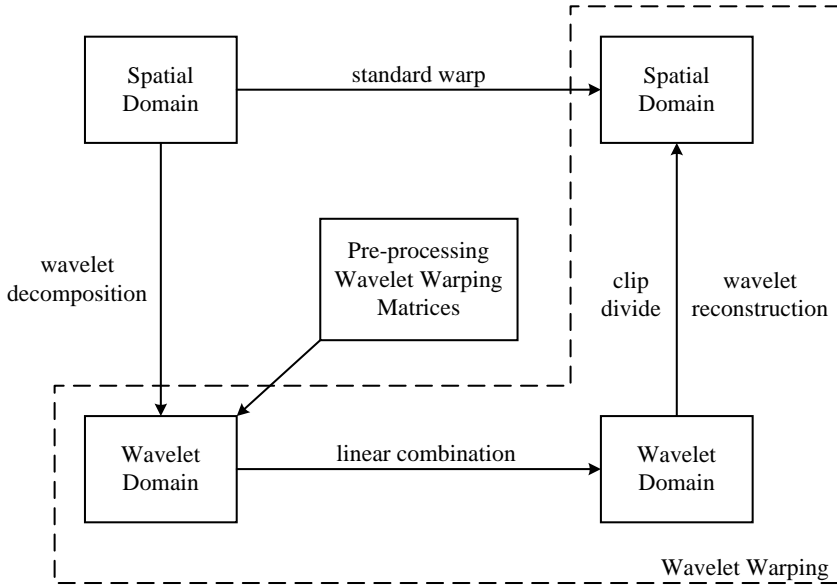 Spatial
Domain
standard warp
Spatial
Domain
wavelet
decomposition
Pre-processing
Wavelet Warping
Matrices
clip
divide
wavelet
reconstruction
Wavelet
Domain
linear combination
Wavelet
Domain
Wavelet Warping